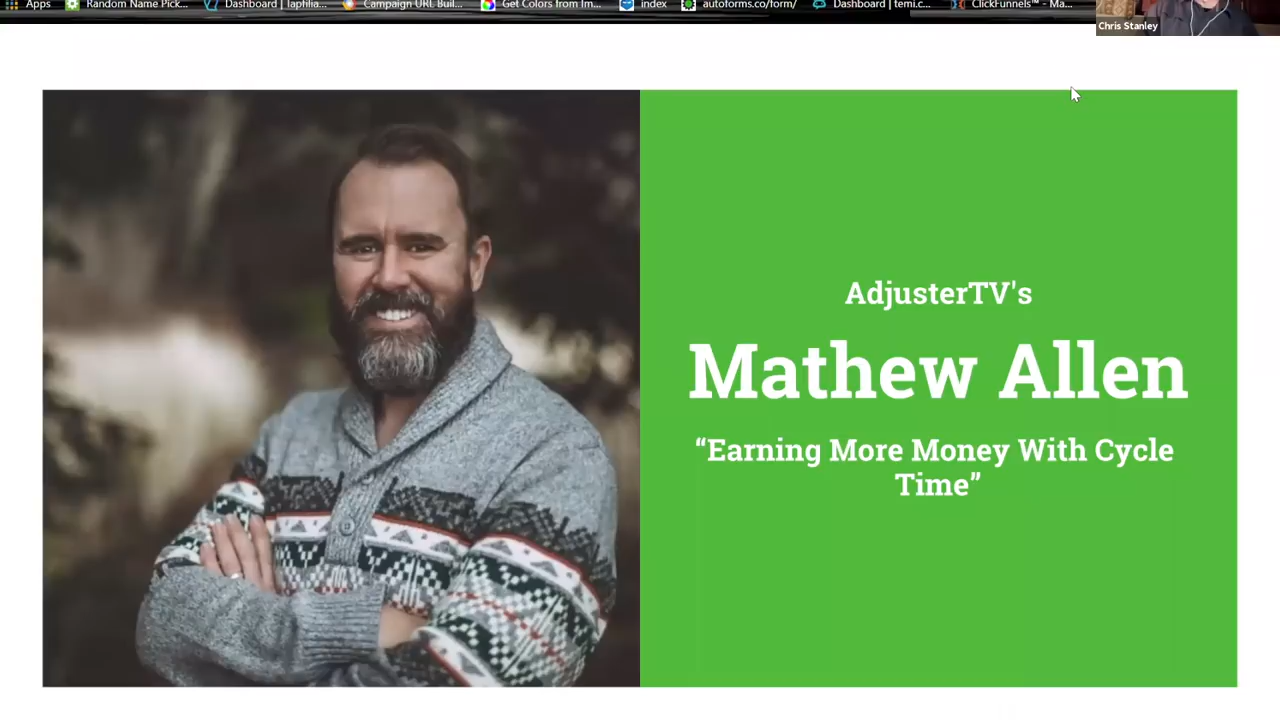 Apps
Random Name Pick...
Dashboard | Tapfilia...
Campaign URL Buil...
Get Colors from Im...
index
autoforms.co/form/
Dashboard | temi.c...
ClickFunnels™ - Ma...
Chris Stanley
AdjusterTV's
Mathew Allen
“Earning More Money With Cycle
Time”